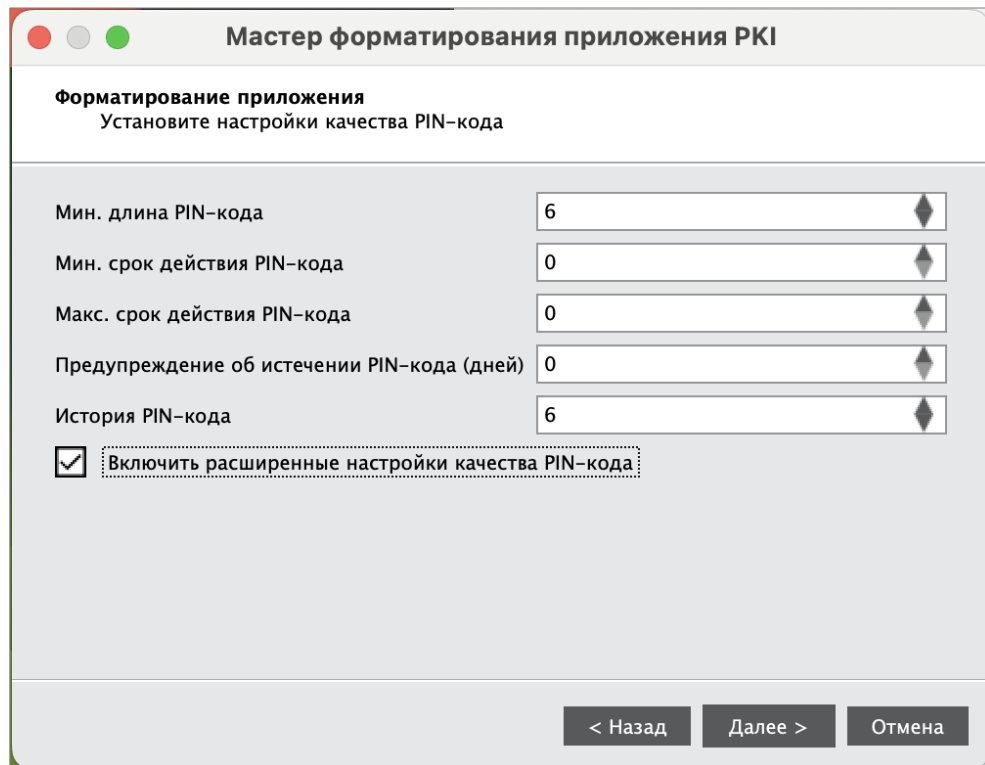 Мастер форматирования приложения PKI
Форматирование приложения
Установите настройки качества PIN-кода
Мин. длина PIN-кода 6
Мин. срок действия PIN-кода 0
Макс. срок действия PIN-кода 0
Предупреждение об истечении PIN-кода (дней) 0
История PIN-кода 6
Включить расширенные настройки качества PIN-кода
< Назад Далее > Отмена